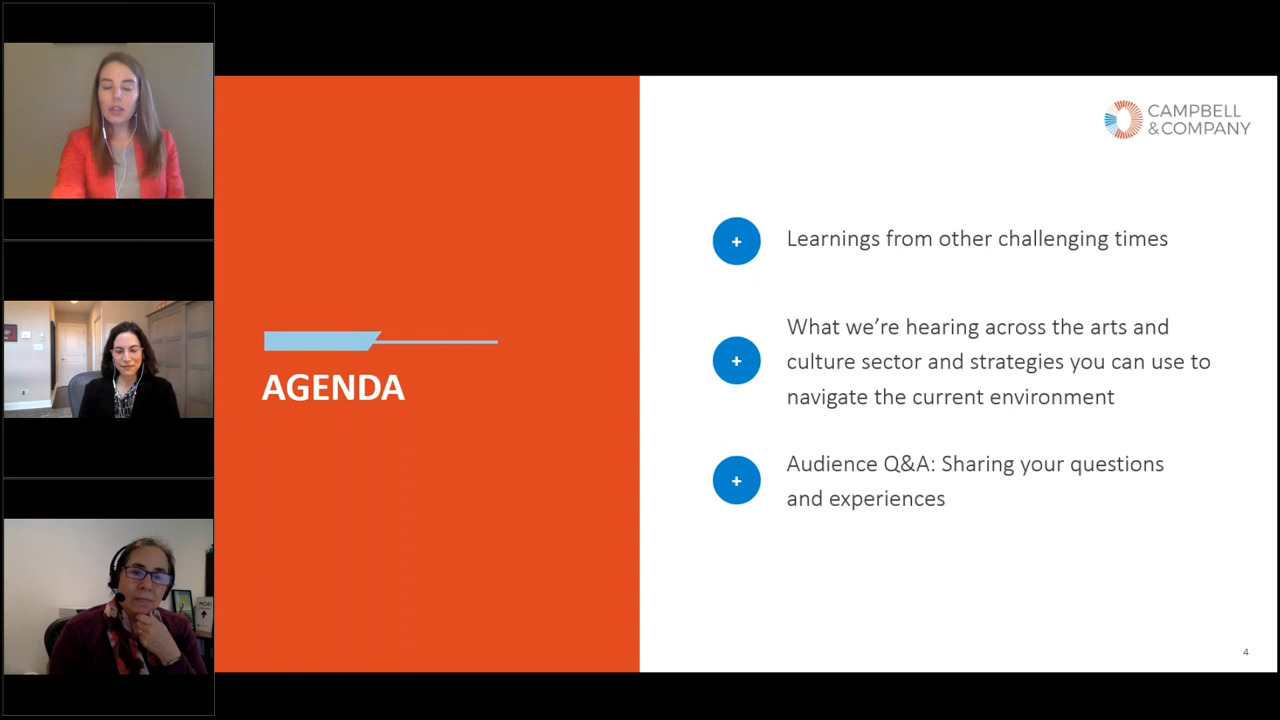 CAMPBELL
& COMPANY
AGENDA
+ Learnings from other challenging times
+ What we're hearing across the arts and
culture sector and strategies you can use to
navigate the current environment
+ Audience Q&A: Sharing your questions
and experiences
4